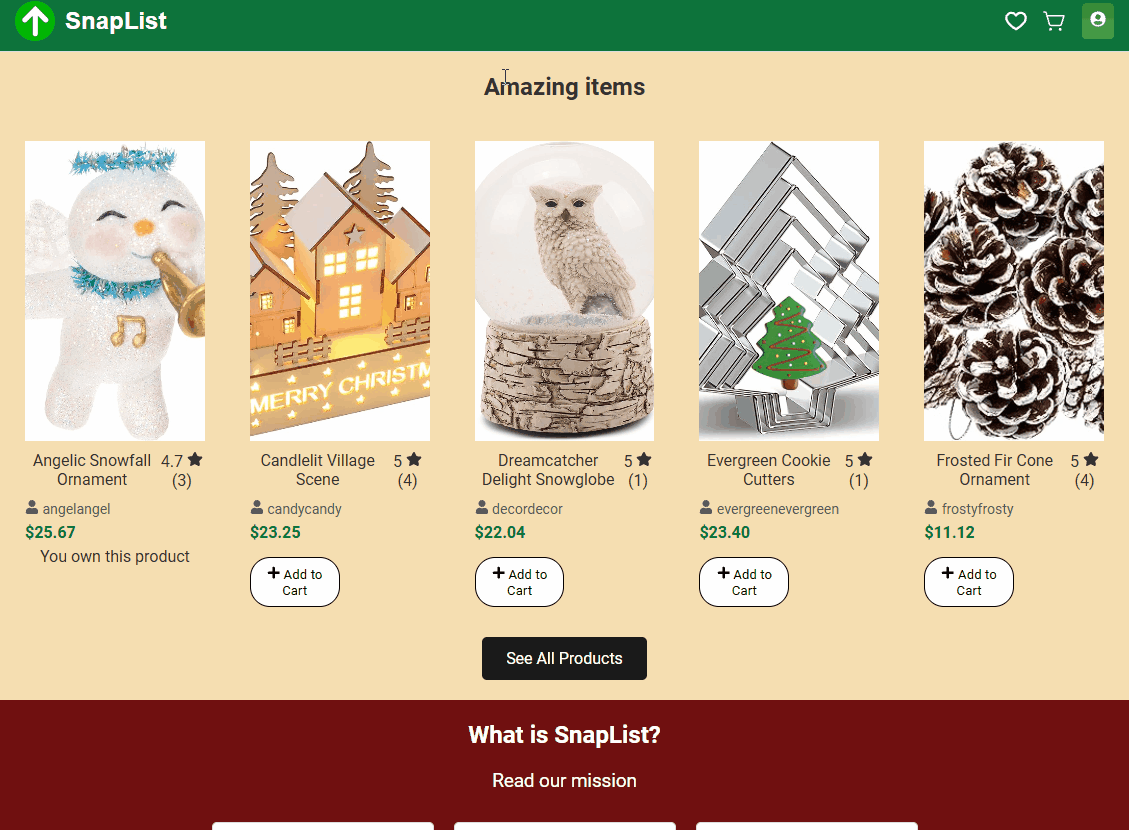 SnapList
Amazing items
MERRY CHRISTM
Angelic Snowfall
Ornament
4.7
(3)
angelangel
$25.67
You own this product
Candlelit Village
Scene
5
(4)
candycandy
$23.25
Add to
Cart
Dreamcatcher
Delight Snowglobe
5
(1)
decordecor
$22.04
Add to
Cart
Evergreen Cookie
Cutters
5
(1)
evergreenevergreen
$23.40
Add to
Cart
Frosted Fir Cone
Ornament
5
(4)
frostyfrosty
$11.12
Add to
Cart
See All Products
What is SnapList?
Read our mission